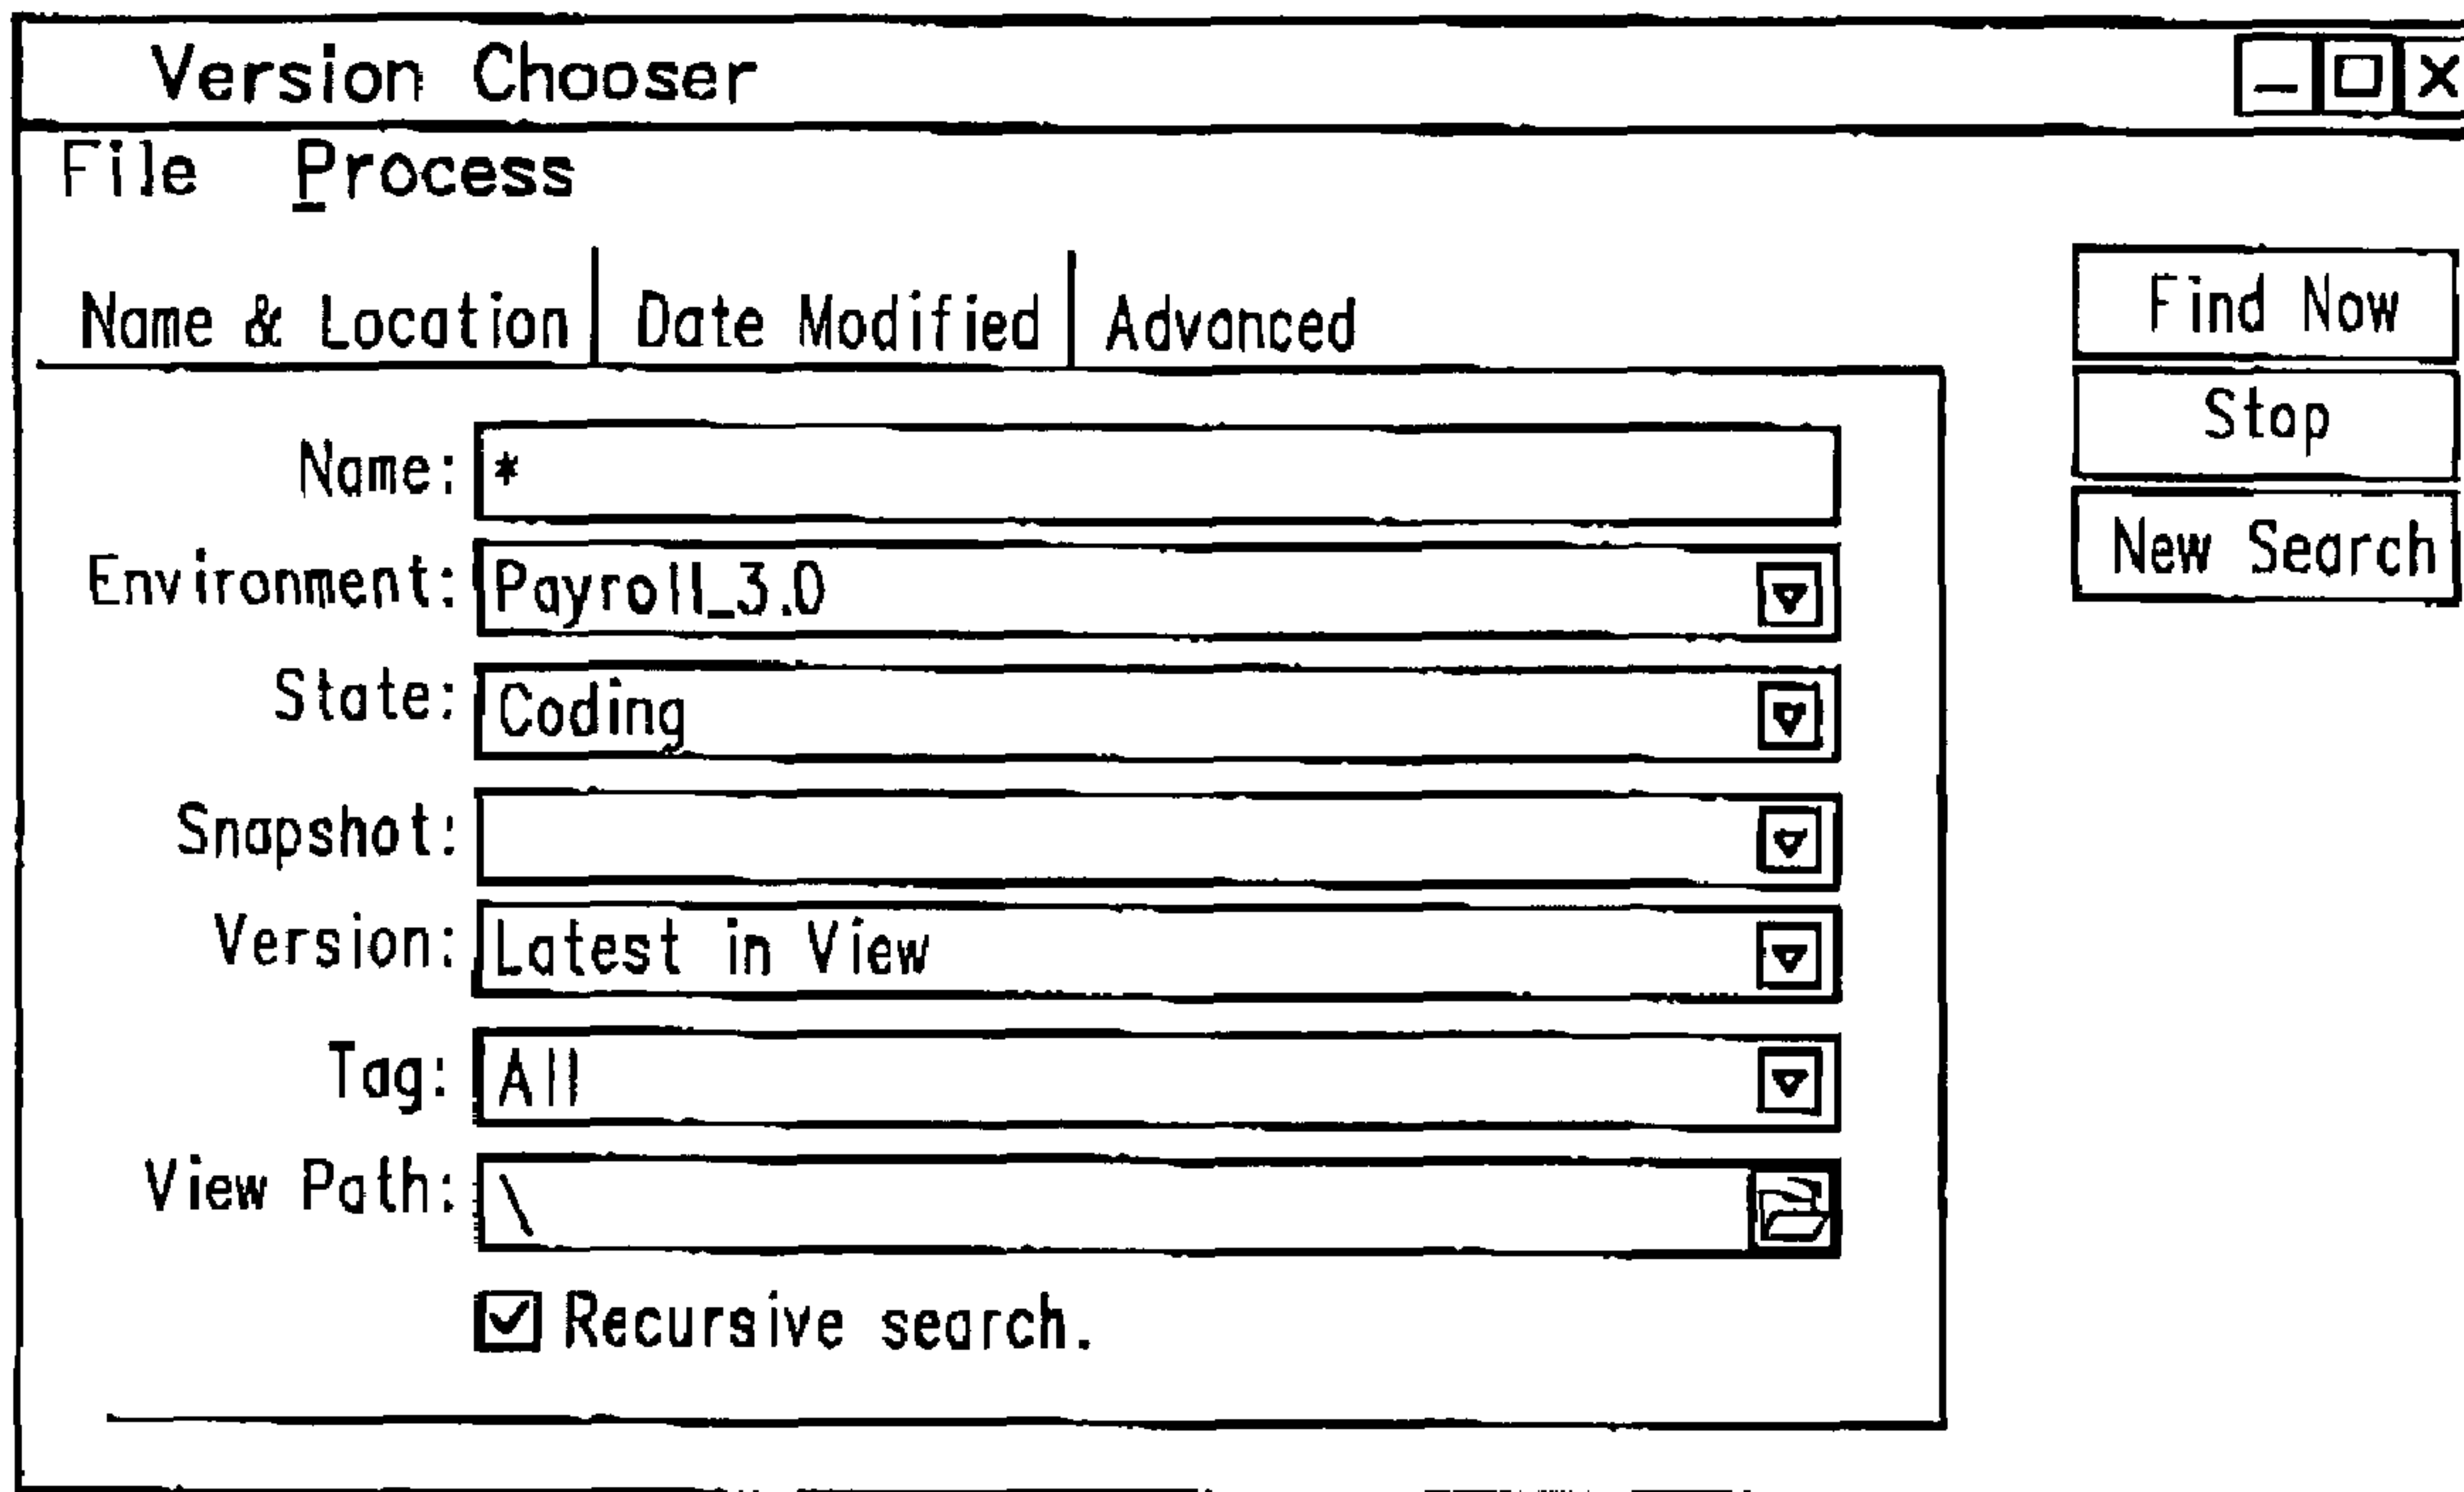 Version Chooser
File Process
Name & Location Date Modified Advanced
Find Now
Stop
New Search
Name: *
Environment: Payroll_3.0
State: Coding
Snapshot:
Version: Latest in View
Tag: All
View Path: \
Recursive search.